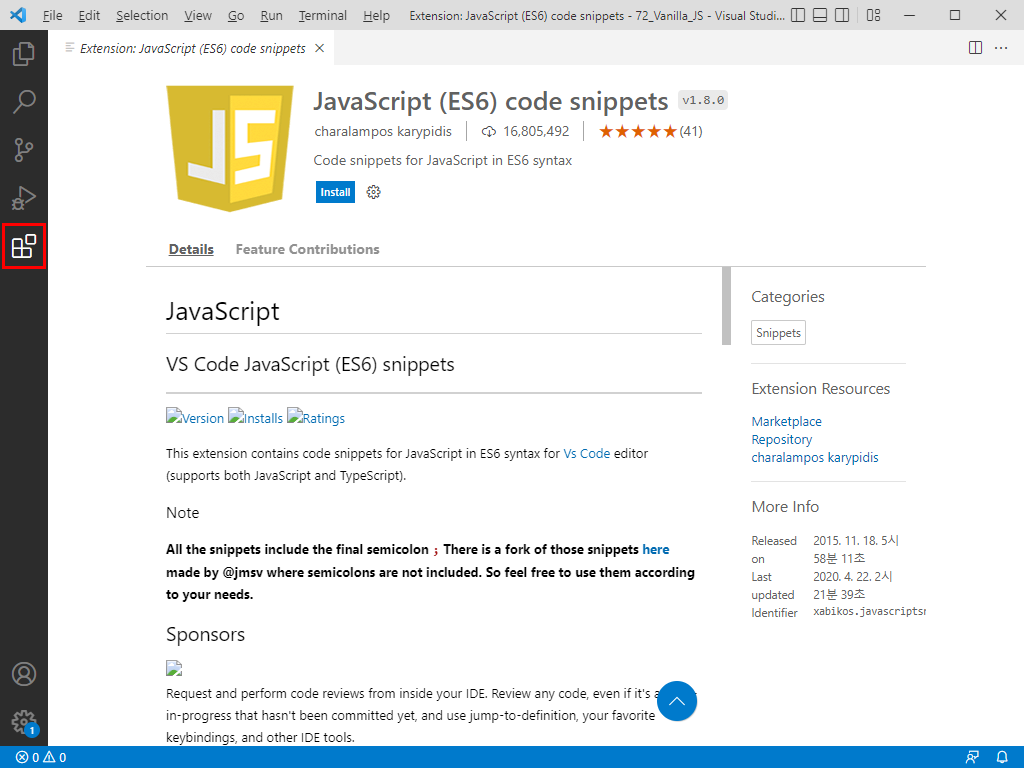 File Edit Selection View Go Run Terminal Help Extension: JavaScript (ES6) code snippets - 72_Vanilla_JS - Visual Studi...
Extension: JavaScript (ES6) code snippets
JS
JavaScript (ES6) code snippets v1.8.0
charalampos karypidis 16,805,492 ★★★★★(41)
Code snippets for JavaScript in ES6 syntax
Install
Details Feature Contributions
JavaScript
VS Code JavaScript (ES6) snippets
Version Installs Ratings
This extension contains code snippets for JavaScript in ES6 syntax for Vs Code editor
(supports both JavaScript and TypeScript).
Note
All the snippets include the final semicolon ; There is a fork of those snippets here
made by @jmsv where semicolons are not included. So feel free to use them according
to your needs.
Sponsors
Request and perform code reviews from inside your IDE. Review any code, even if it's a
in-progress that hasn't been committed yet, and use jump-to-definition, your favorite
keybindings, and other IDE tools.
Categories
Snippets
Extension Resources
Marketplace
Repository
charalampos karypidis
More Info
Released 2015. 11. 18. 5시
on 58분 11초
Last 2020. 4. 22. 2시
updated 21분 39초
Identifier xabikos.javascriptsn
1
0 0